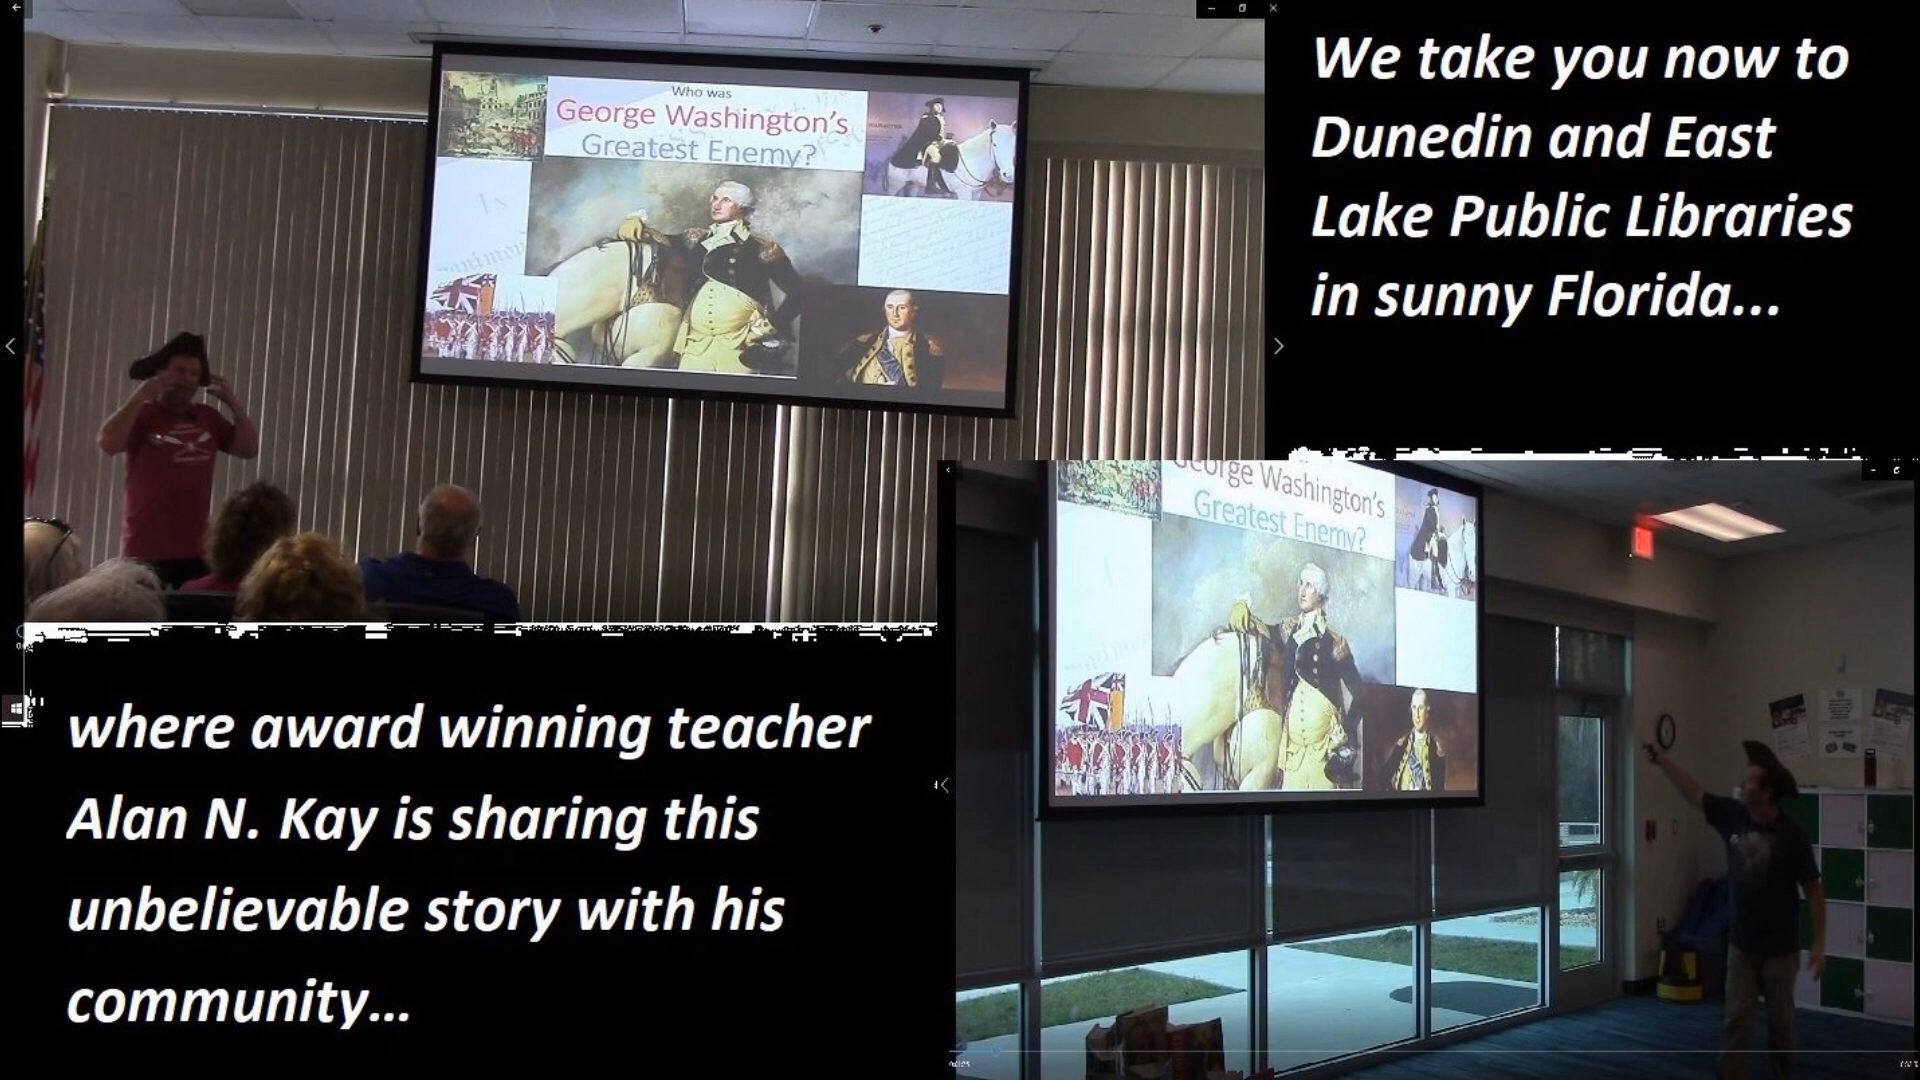 We take you now to
Dunedin and East
Lake Public Libraries
in sunny Florida...
Who was
George Washington's
Greatest Enemy?
George Washington's
Greatest Enemy?
where award winning teacher
Alan N. Kay is sharing this
unbelievable story with his
community...